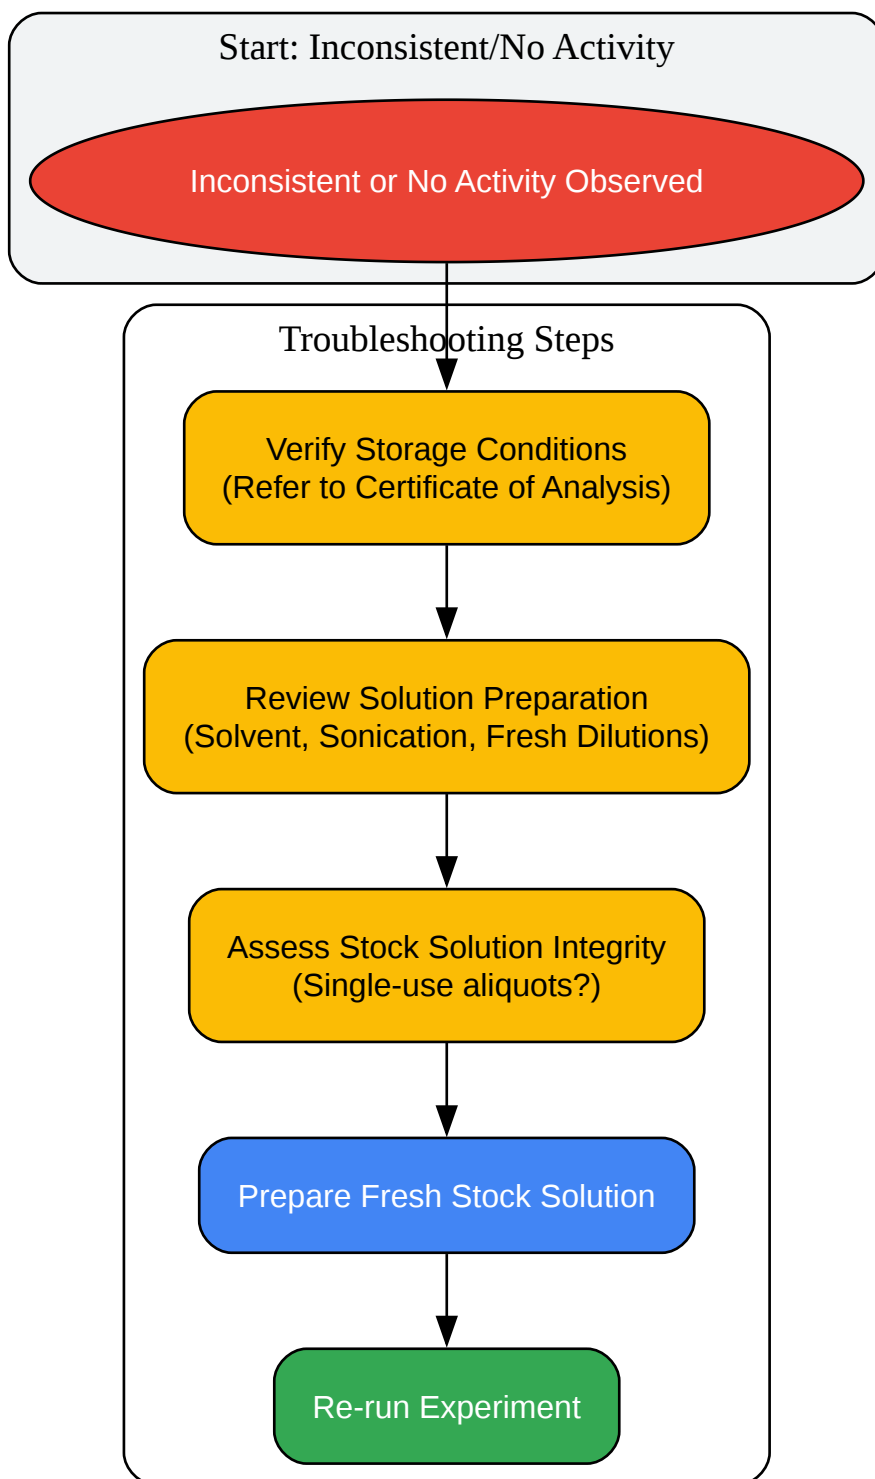 Start: Inconsistent/No Activity
Inconsistent or No Activity Observed
Troubleshooting Steps
Verify Storage Conditions
(Refer to Certificate of Analysis)
Review Solution Preparation
(Solvent, Sonication, Fresh Dilutions)
Assess Stock Solution Integrity
(Single-use aliquots?)
Prepare Fresh Stock Solution
Re-run Experiment